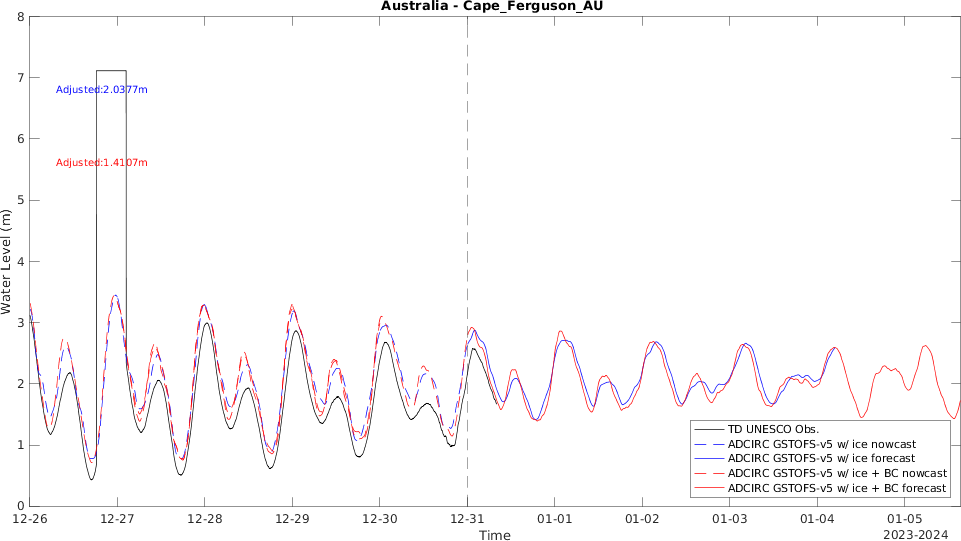 Australia - Cape_Ferguson_AU
8
7
6
5
4
3
2
1
0
Water Level (m)
Adjusted:2.0377m
Adjusted:1.4107m
TD UNESCO Obs.
ADCIRC GSTOFS-v5 w/ ice nowcast
ADCIRC GSTOFS-v5 w/ ice forecast
ADCIRC GSTOFS-v5 w/ ice + BC nowcast
ADCIRC GSTOFS-v5 w/ ice + BC forecast
12-26 12-27 12-28 12-29 12-30 12-31 01-01 01-02 01-03 01-04 01-05
Time
2023-2024